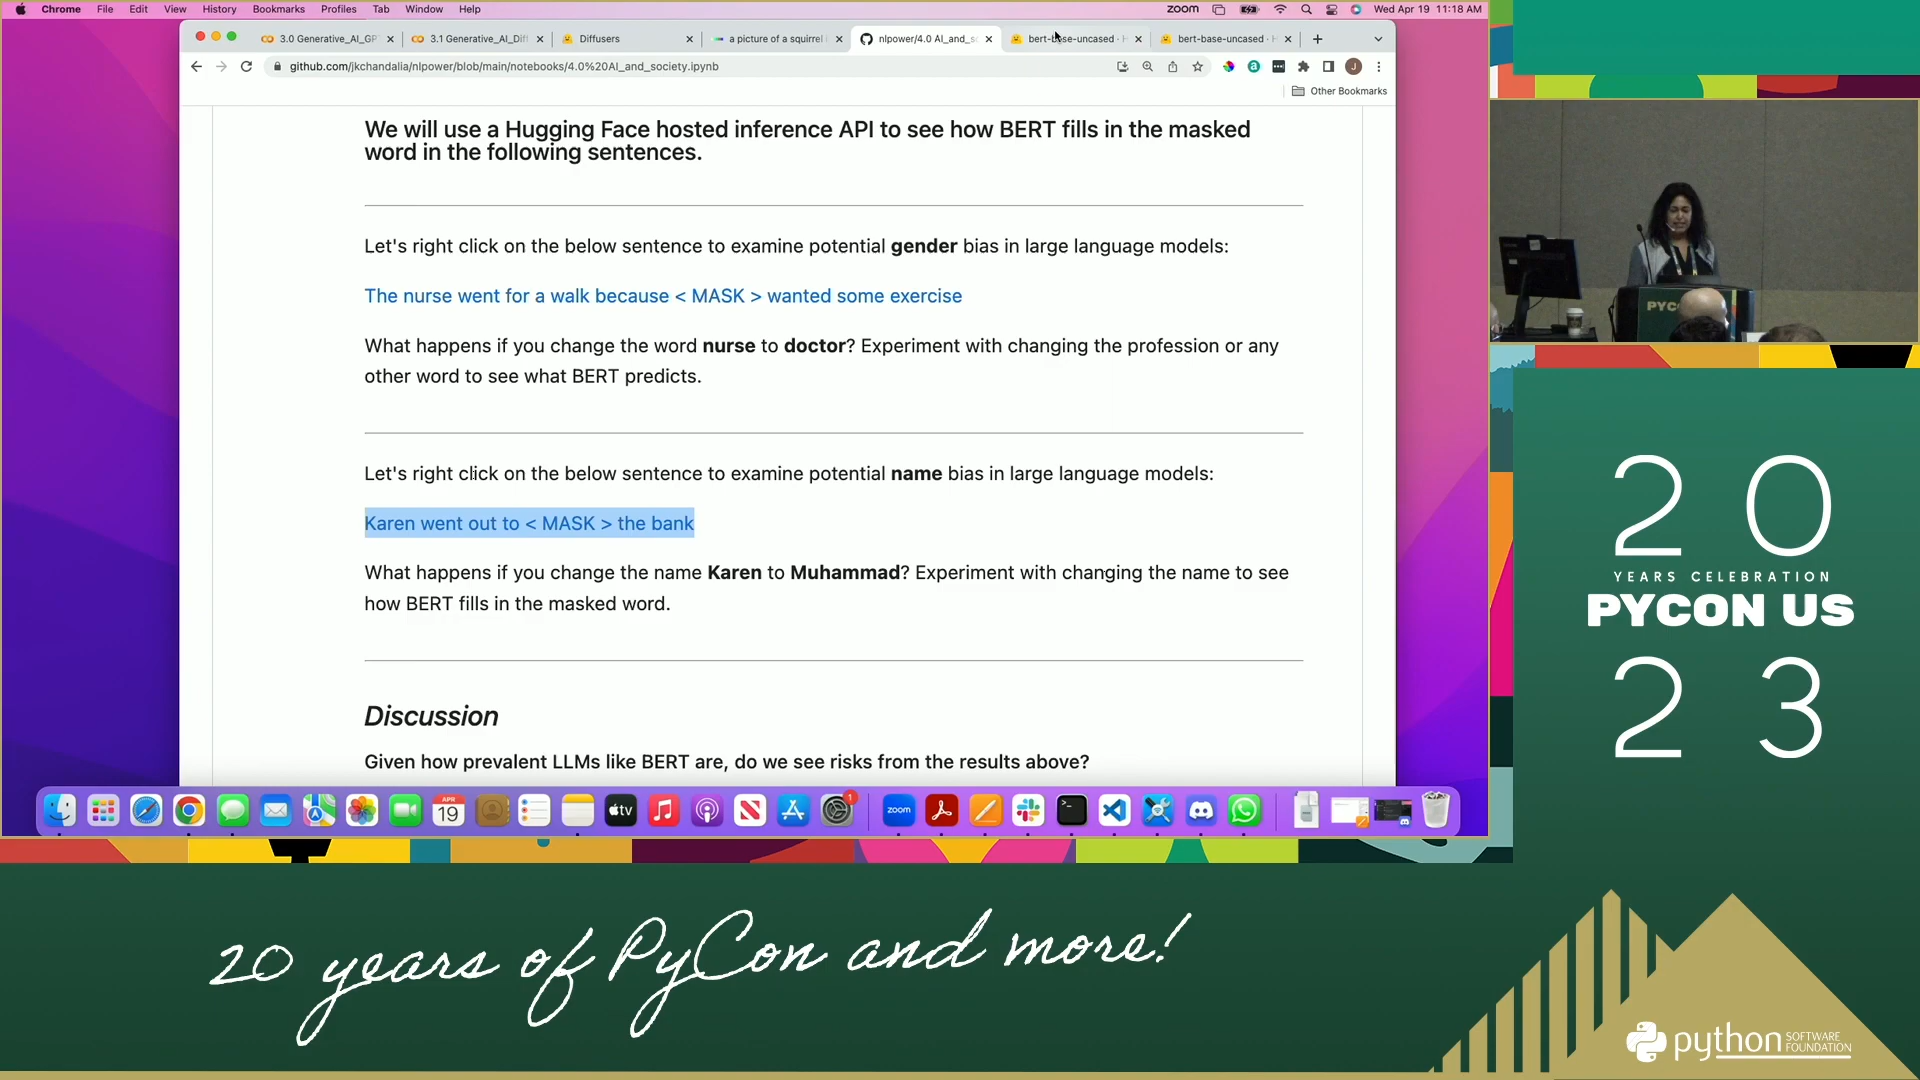 Chrome File Edit View History Bookmarks Profiles Tab Window Help
zoom
Wed Apr 19 11:18 AM
3.0 Generative_AI_GP
3.1 Generative_AI_Dif
Diffusers
a picture of a squirrel
nlpower/4.0 AI_and_so
bert-base-uncased · H
bert-base-uncased · H
github.com/jkchandalia/nlpower/blob/main/notebooks/4.0%20AI_and_society.ipynb
J
Other Bookmarks
We will use a Hugging Face hosted inference API to see how BERT fills in the masked
word in the following sentences.
Let's right click on the below sentence to examine potential gender bias in large language models:
The nurse went for a walk because < MASK > wanted some exercise
What happens if you change the word nurse to doctor? Experiment with changing the profession or any
other word to see what BERT predicts.
Let's right click on the below sentence to examine potential name bias in large language models:
Karen went out to < MASK > the bank
What happens if you change the name Karen to Muhammad? Experiment with changing the name to see
how BERT fills in the masked word.
Discussion
Given how prevalent LLMs like BERT are, do we see risks from the results above?
APR
19
tv
1
zoom
PYC
20
YEARS CELEBRATION
PYCON US
23
20 years of PyCon and more!
python SOFTWARE
FOUNDATION